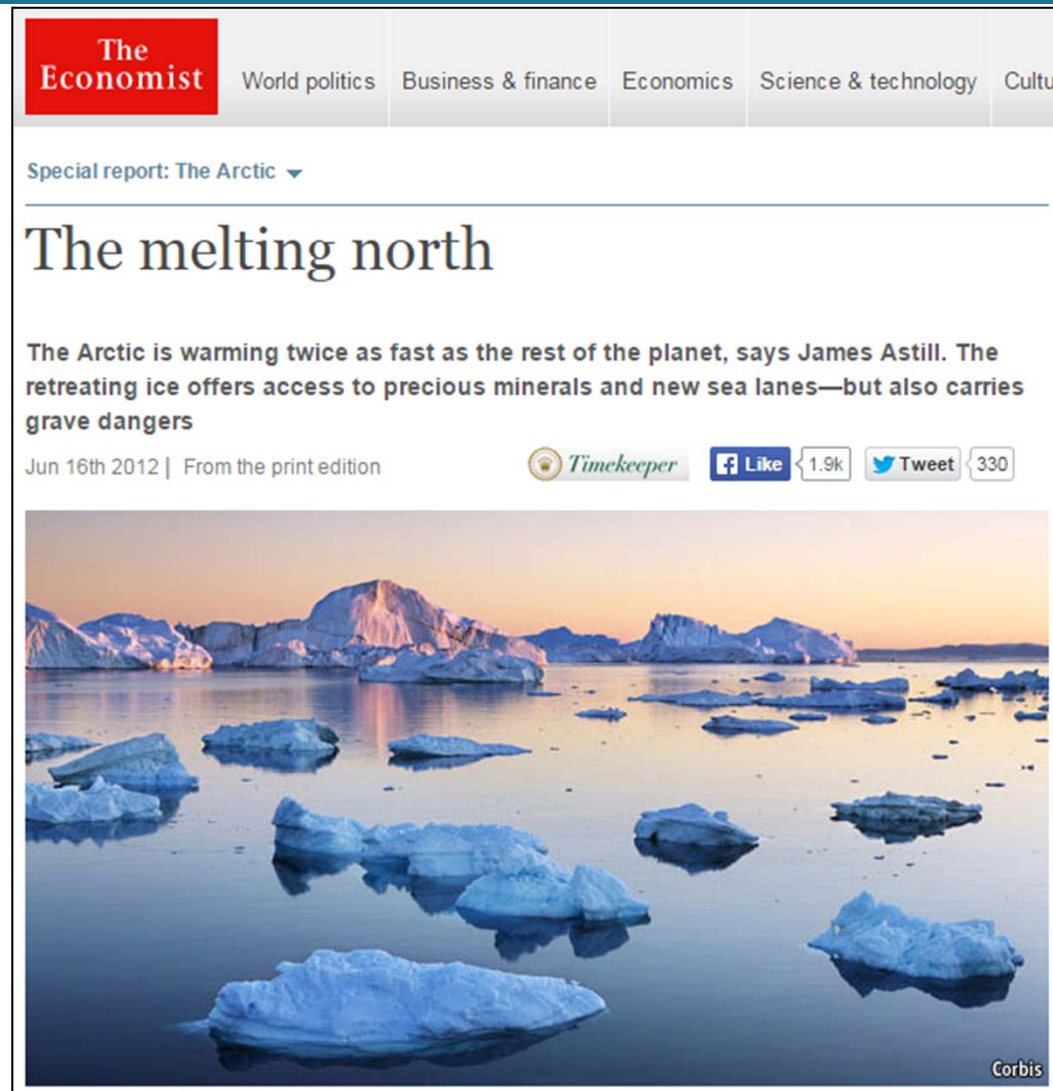 The
Economist
World politics Business & finance Economics Science & technology Cultu
Special report: The Arctic
The melting north
The Arctic is warming twice as fast as the rest of the planet, says James Astill. The
retreating ice offers access to precious minerals and new sea lanes—but also carries
grave dangers
Jun 16th 2012 | From the print edition Timekeeper Like 1.9k Tweet 330
Corbis